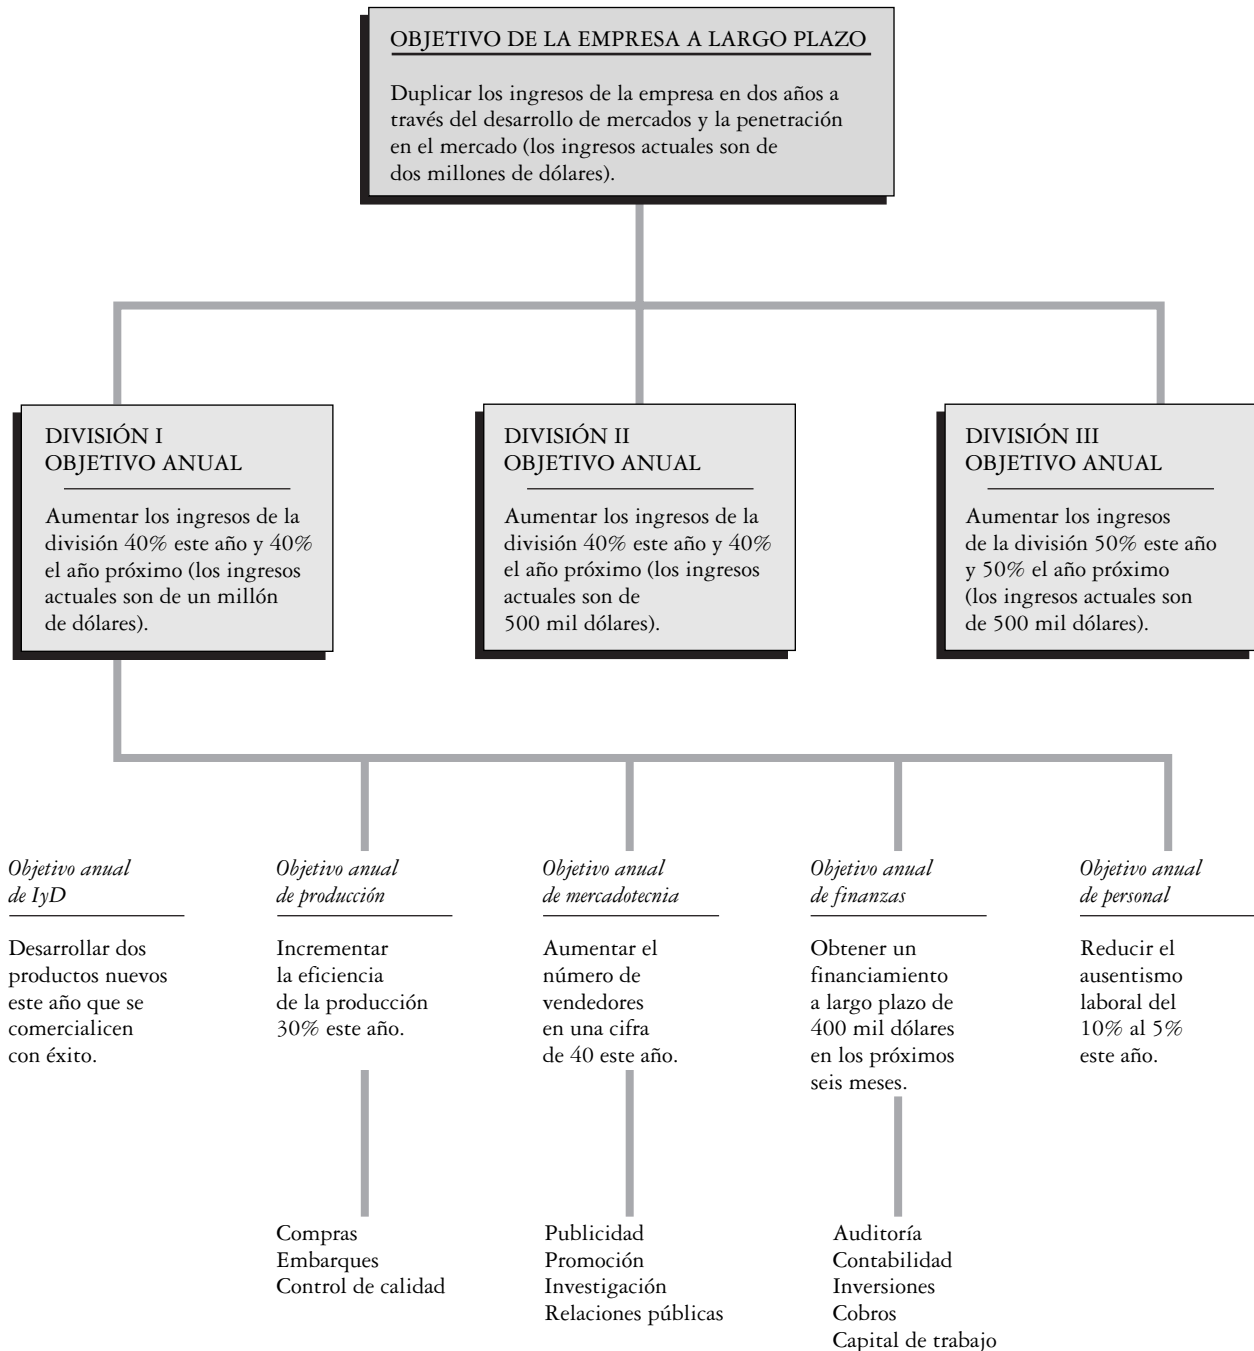 OBJETIVO DE LA EMPRESA A LARGO PLAZO
Duplicar los ingresos de la empresa en dos años a
través del desarrollo de mercados y la penetración
en el mercado (los ingresos actuales son de
dos millones de dólares).
DIVISIÓN I
OBJETIVO ANUAL
Aumentar los ingresos de la
división 40% este año y 40%
el año próximo (los ingresos
actuales son de un millón
de dólares).
DIVISIÓN II
OBJETIVO ANUAL
Aumentar los ingresos de la
división 40% este año y 40%
el año próximo (los ingresos
actuales son de
500 mil dólares).
DIVISIÓN III
OBJETIVO ANUAL
Aumentar los ingresos
de la división 50% este año
y 50% el año próximo
(los ingresos actuales son
de 500 mil dólares).
Objetivo anual
de IyD
Desarrollar dos
productos nuevos
este año que se
comercialicen
con éxito.
Objetivo anual
de producción
Incrementar
la eficiencia
de la producción
30% este año.
Compras
Embarques
Control de calidad
Objetivo anual
de mercadotecnia
Aumentar el
número de
vendedores
en una cifra
de 40 este año.
Publicidad
Promoción
Investigación
Relaciones públicas
Objetivo anual
de finanzas
Obtener un
financiamiento
a largo plazo de
400 mil dólares
en los próximos
seis meses.
Auditoría
Contabilidad
Inversiones
Cobros
Capital de trabajo
Objetivo anual
de personal
Reducir el
ausentismo
laboral del
10% al 5%
este año.